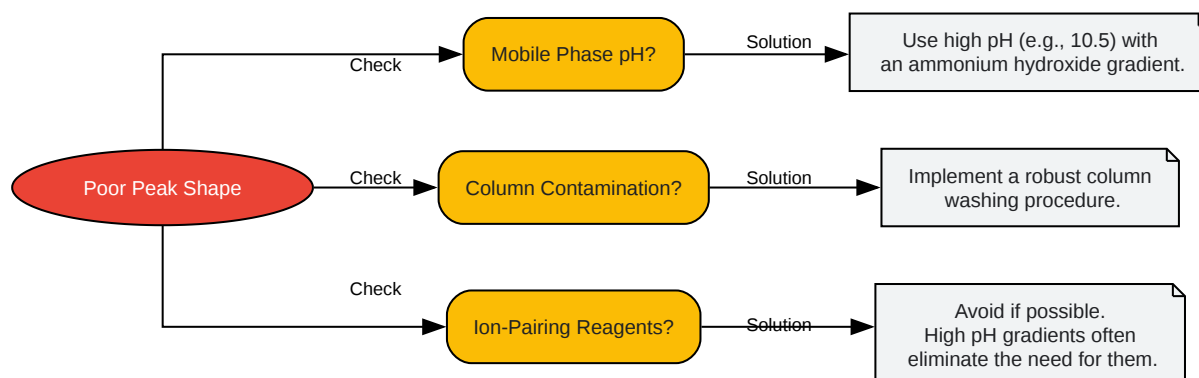 Mobile Phase pH?
Check
Solution
Use high pH (e.g., 10.5) with
an ammonium hydroxide gradient.
Poor Peak Shape
Check
Column Contamination?
Solution
Implement a robust column
washing procedure.
Check
Ion-Pairing Reagents?
Solution
Avoid if possible.
High pH gradients often
eliminate the need for them.